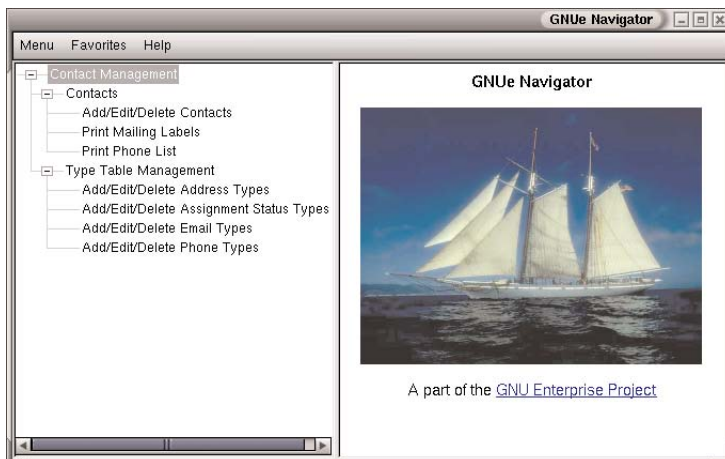 GNUe Navigator
Menu Favorites Help
Contact Management
Contacts
Add/Edit/Delete Contacts
Print Mailing Labels
Print Phone List
Type Table Management
Add/Edit/Delete Address Types
Add/Edit/Delete Assignment Status Types
Add/Edit/Delete Email Types
Add/Edit/Delete Phone Types
GNUe Navigator
A part of the GNU Enterprise Project